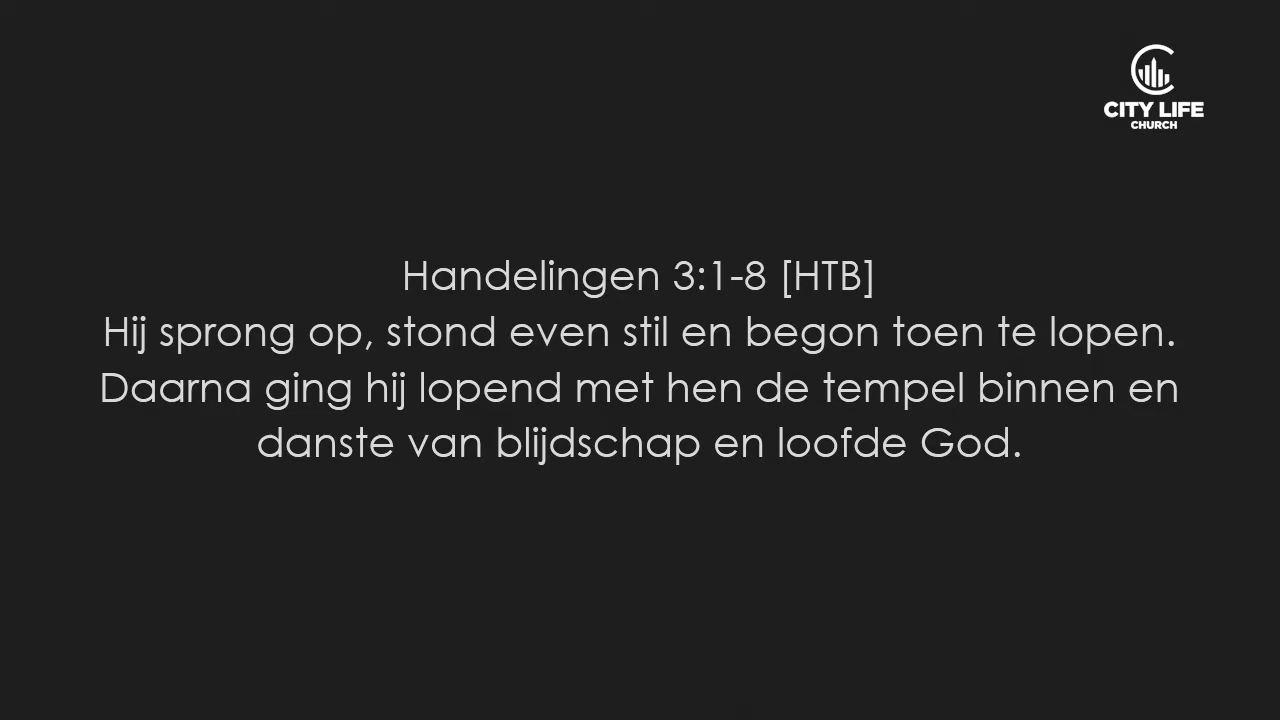 CITY LIFE
CHURCH
Handelingen 3:1-8 [HTB]
Hij sprong op, stond even stil en begon toen te lopen.
Daarna ging hij lopend met hen de tempel binnen en
danste van blijdschap en loofde God.